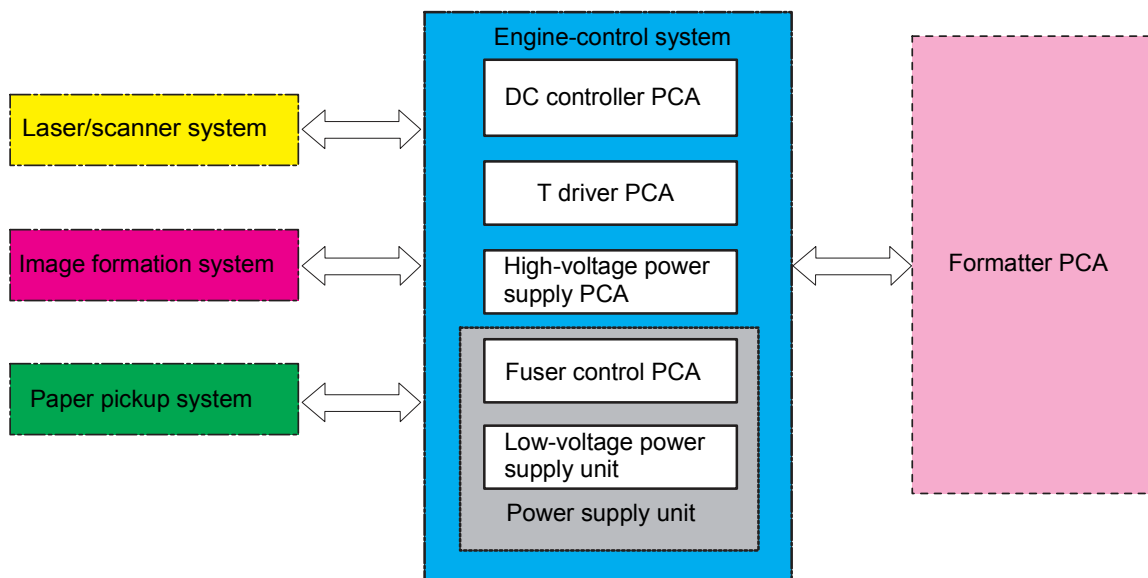 Engine-control system
DC controller PCA
Laser/scanner system
T driver PCA
Image formation system
High-voltage power
supply PCA
Formatter PCA
Fuser control PCA
Paper pickup system
Low-voltage power
supply unit
Power supply unit